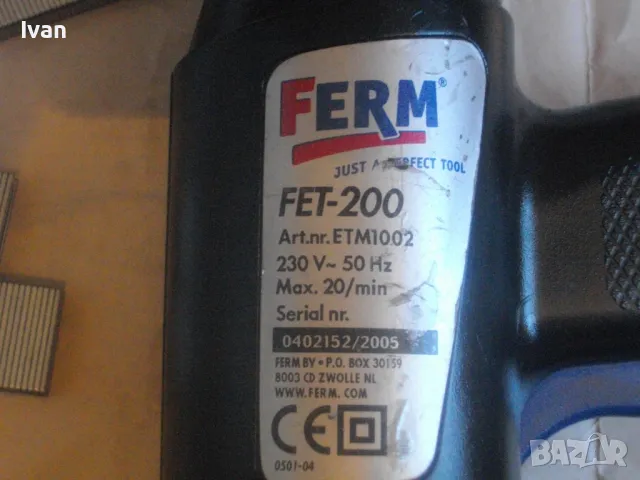 Ivan
FERM®
JUST A PERFECT TOOL
FET-200
Art.nr. ETM1002
230 V~ 50 Hz
Max. 20/min
Serial nr.
0402152/2005
FERM BV • P.O. BOX 30159
8003 CD ZWOLLE NL
WWW.FERM.COM
CE
0501-04
BAZAR